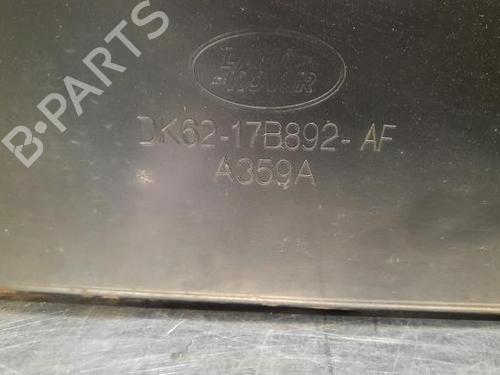 B-PARTS
LAND-
-ROVER
DK62-17B892-AF
A359A